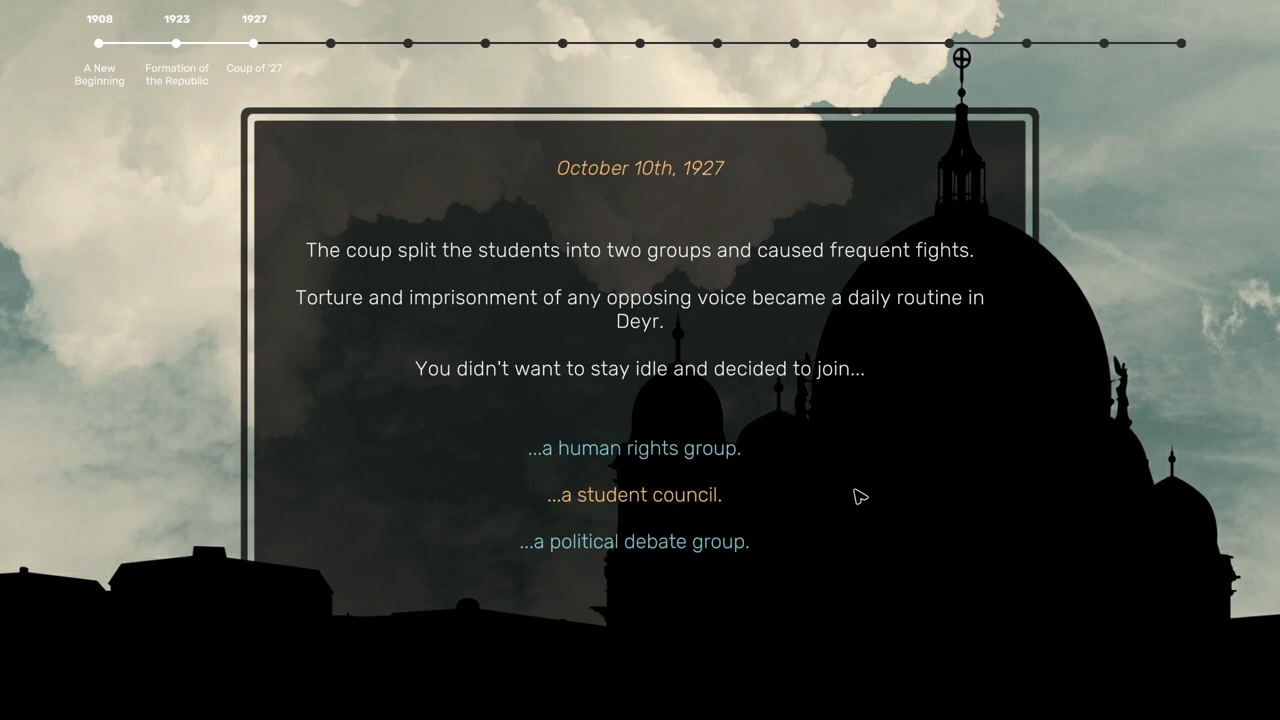 1908
1923
1927
A New
Beginning
Formation of
the Republic
Coup of '27
October 10th, 1927
The coup split the students into two groups and caused frequent fights.
Torture and imprisonment of any opposing voice became a daily routine in
Deyr.
You didn't want to stay idle and decided to join...
...a human rights group.
...a student council.
...a political debate group.